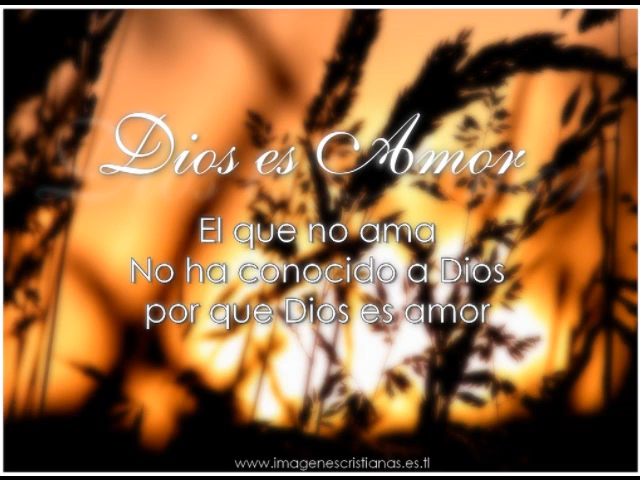 Dios es Amor
El que no ama
No ha conocido a Dios
por que Dios es amor
www.imagenescristianas.es.tl